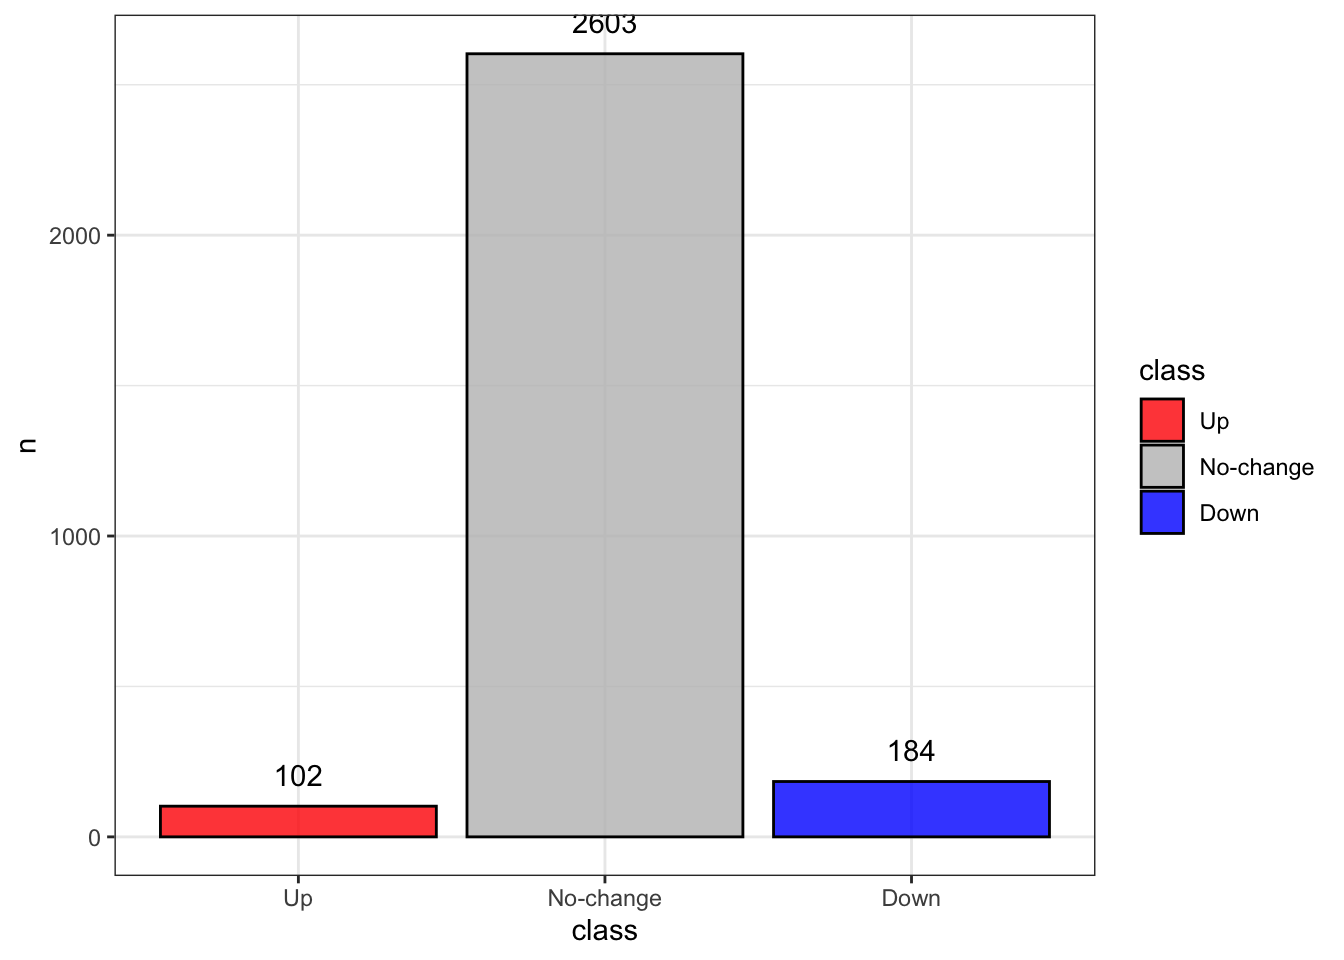 2603
2000
n
1000
184
102
0
Up No-change Down
class
class
Up
No-change
Down